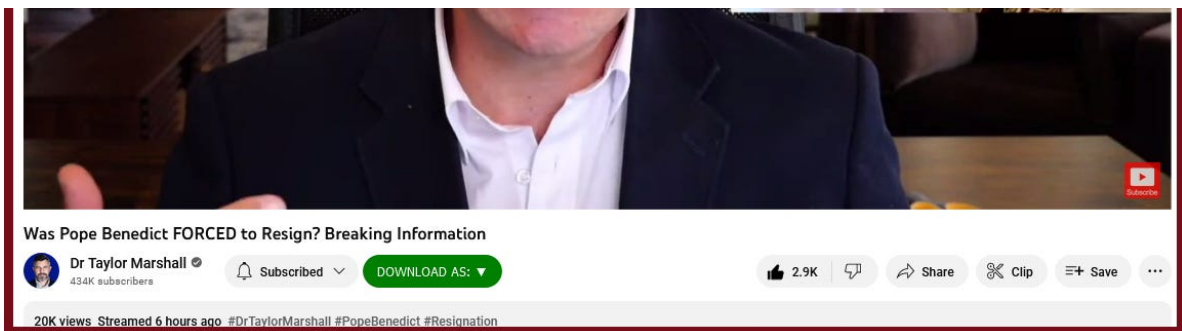 Subscribe
Was Pope Benedict FORCED to Resign? Breaking Information
Dr Taylor Marshall
434K subscribers
Subscribed
DOWNLOAD AS: ▼
2.9K
Share
Clip
Save
20K views Streamed 6 hours ago #DrTaylorMarshall #PopeBenedict #Resignation